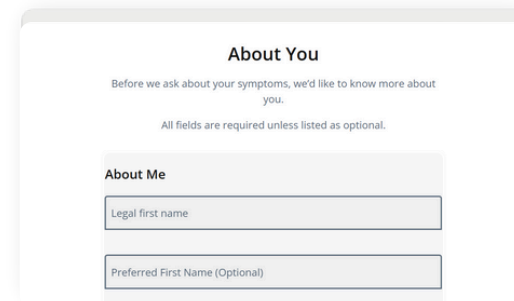 About You
Before we ask about your symptoms, we'd like to know more about
you.
All fields are required unless listed as optional.
About Me
Legal first name
Preferred First Name (Optional)